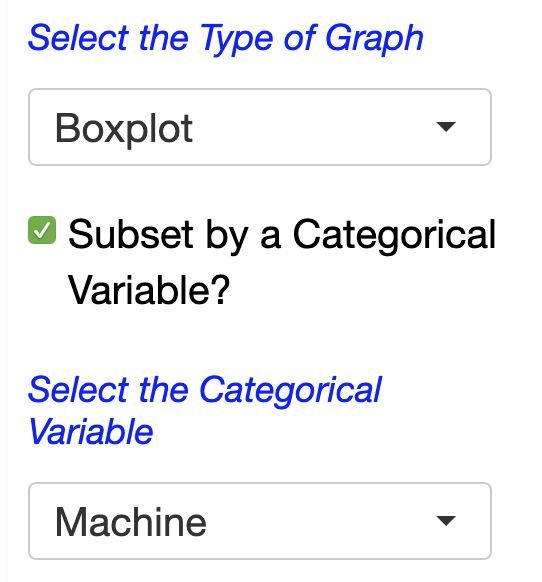 Select the Type of Graph
Boxplot
Subset by a Categorical
Variable?
Select the Categorical
Variable
Machine